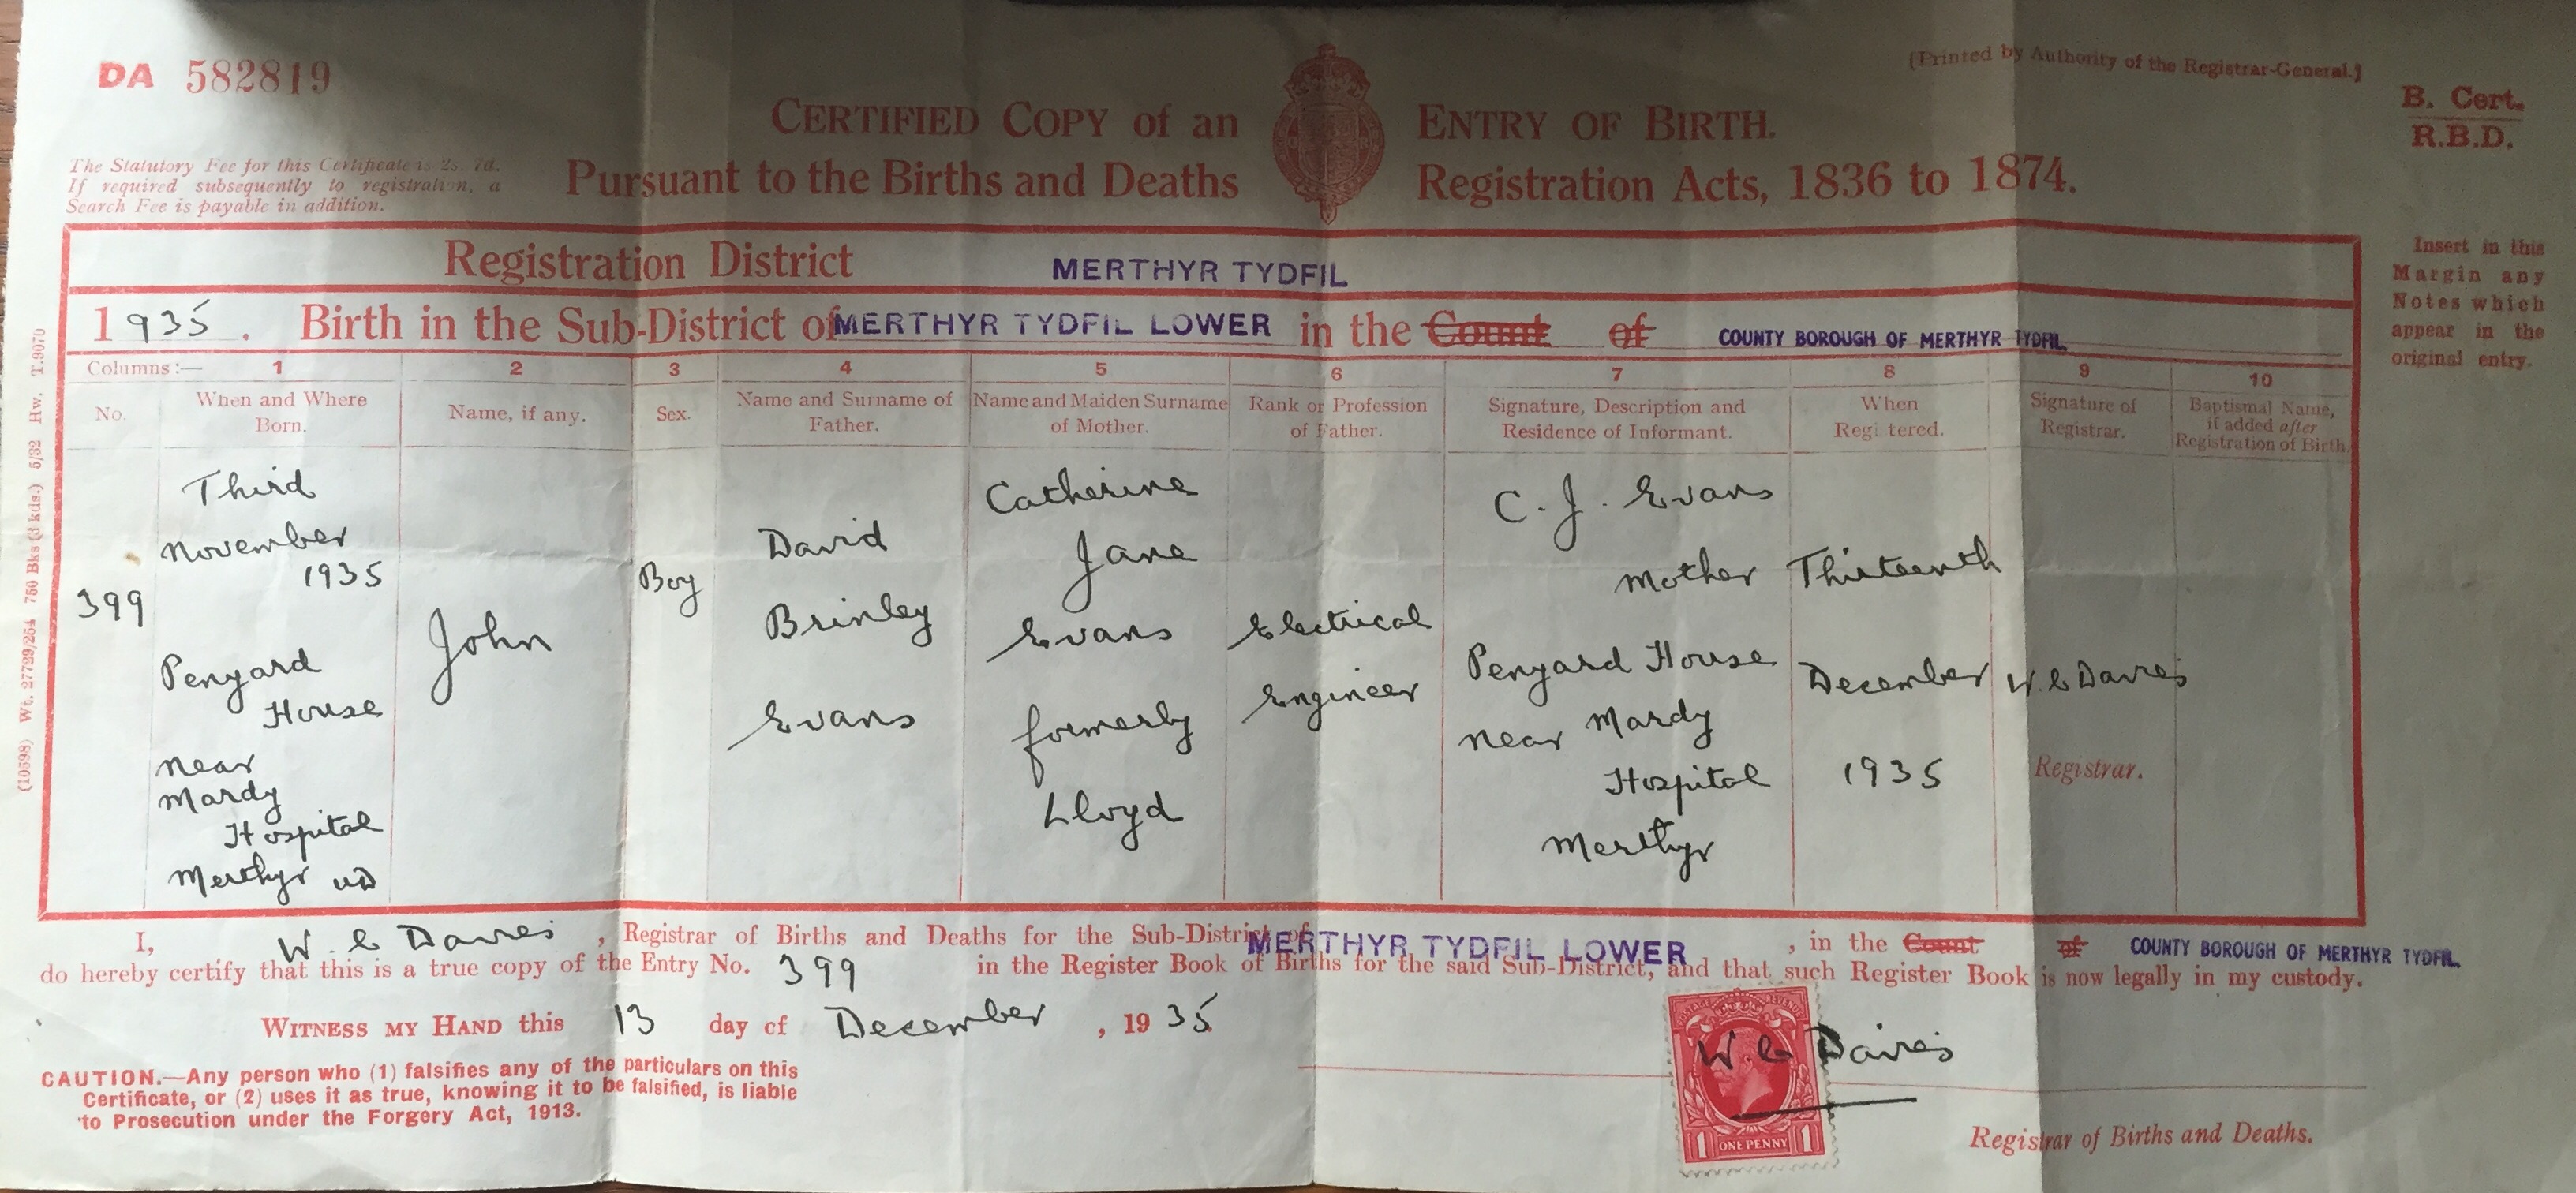 DA 582819
[Printed by Authority of the Registrar-General.]
B. Cert.
R.B.D.
CERTIFIED COPY of an ENTRY OF BIRTH.
Pursuant to the Births and Deaths Registration Acts, 1836 to 1874.
The Statutory Fee for this Certificate is 2s. 7d.
If required subsequently to registration, a
Search Fee is payable in addition.
Insert in this
Margin any
Notes which
appear in the
original entry.
Registration District MERTHYR TYDFIL
1935. Birth in the Sub-District of MERTHYR TYDFIL LOWER in the Count of COUNTY BOROUGH OF MERTHYR TYDFIL
Columns:— 1 2 3 4 5 6 7 8 9 10
No.
When and Where
Born.
Name, if any.
Sex.
Name and Surname of
Father.
Name and Maiden Surname
of Mother.
Rank or Profession
of Father.
Signature, Description and
Residence of Informant.
When
Regi tered.
Signature of
Registrar.
Baptismal Name,
if added after
Registration of Birth.
399
Third
November
1935
Penyard
House
near
Mardy
Hospital
Merthyr UD
John
Boy
David
Brinley
Evans
Catherine
Jane
Evans
formerly
Lloyd
Electrical
Engineer
C. J. Evans
Mother
Penyard House
near Mardy
Hospital
Merthyr
Thirteenth
December
1935
W. C Davies
Registrar.
I, W. C Davies, Registrar of Births and Deaths for the Sub-District of MERTHYR TYDFIL LOWER, in the Count of COUNTY BOROUGH OF MERTHYR TYDFIL
do hereby certify that this is a true copy of the Entry No. 399 in the Register Book of Births for the said Sub-District, and that such Register Book is now legally in my custody.
WITNESS MY HAND this 13 day of December, 1935.
CAUTION.—Any person who (1) falsifies any of the particulars on this
Certificate, or (2) uses it as true, knowing it to be falsified, is liable
to Prosecution under the Forgery Act, 1913.
W C Davies
1 ONE PENNY 1
Registrar of Births and Deaths.
(10598) Wt. 27729/254 750 Bks (3 kds.) 5/32 Hw. T.9070